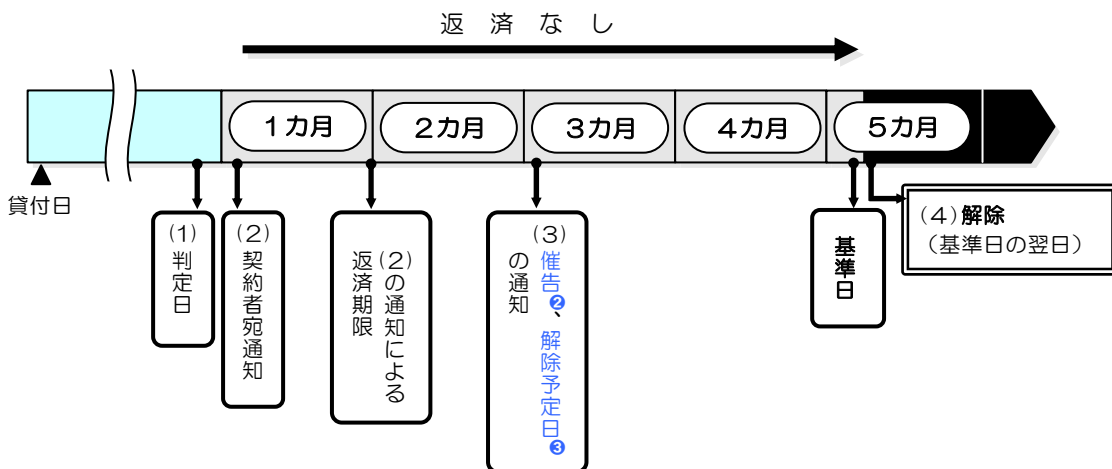 返済なし
1カ月
2カ月
3カ月
4カ月
5カ月
貸付日
(1)
判定日
(2)
契約者宛通知
(2)の通知による
返済期限
(3)
催告❷、解除予定日❸
の通知
基準日
(4)解除
(基準日の翌日)